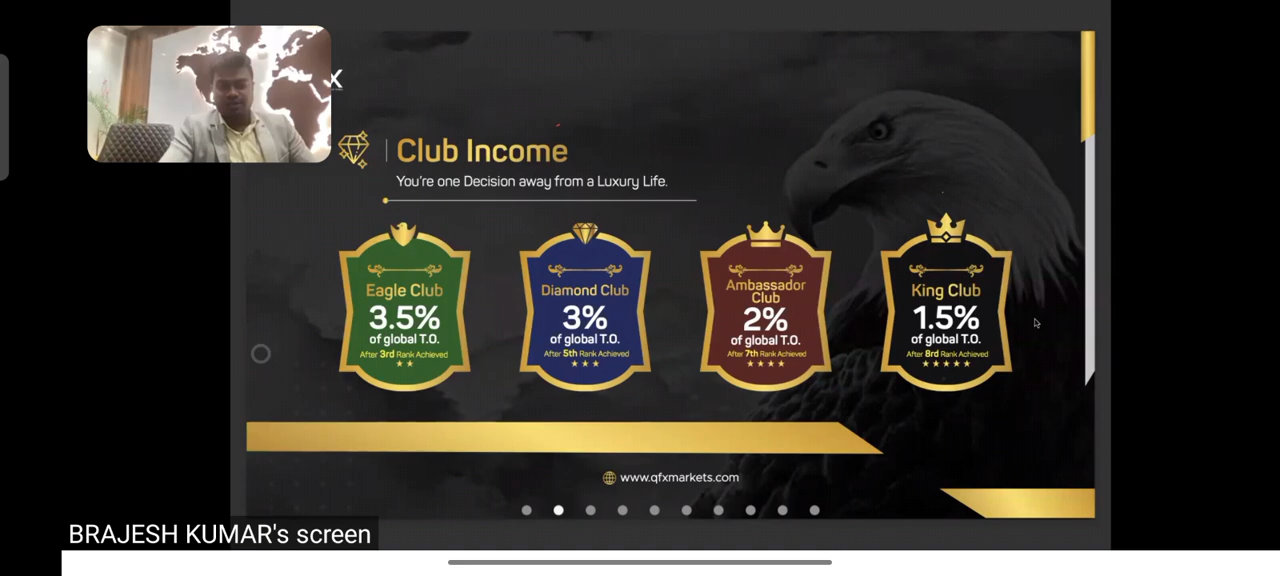 X
Club Income
You're one Decision away from a Luxury Life.
Eagle Club
3.5%
of global T.O.
After 3rd Rank Achieved
Diamond Club
3%
of global T.O.
After 5th Rank Achieved
Ambassador
Club
2%
of global T.O.
After 7th Rank Achieved
King Club
1.5%
of global T.O.
After 8rd Rank Achieved
www.qfxmarkets.com
BRAJESH KUMAR's screen